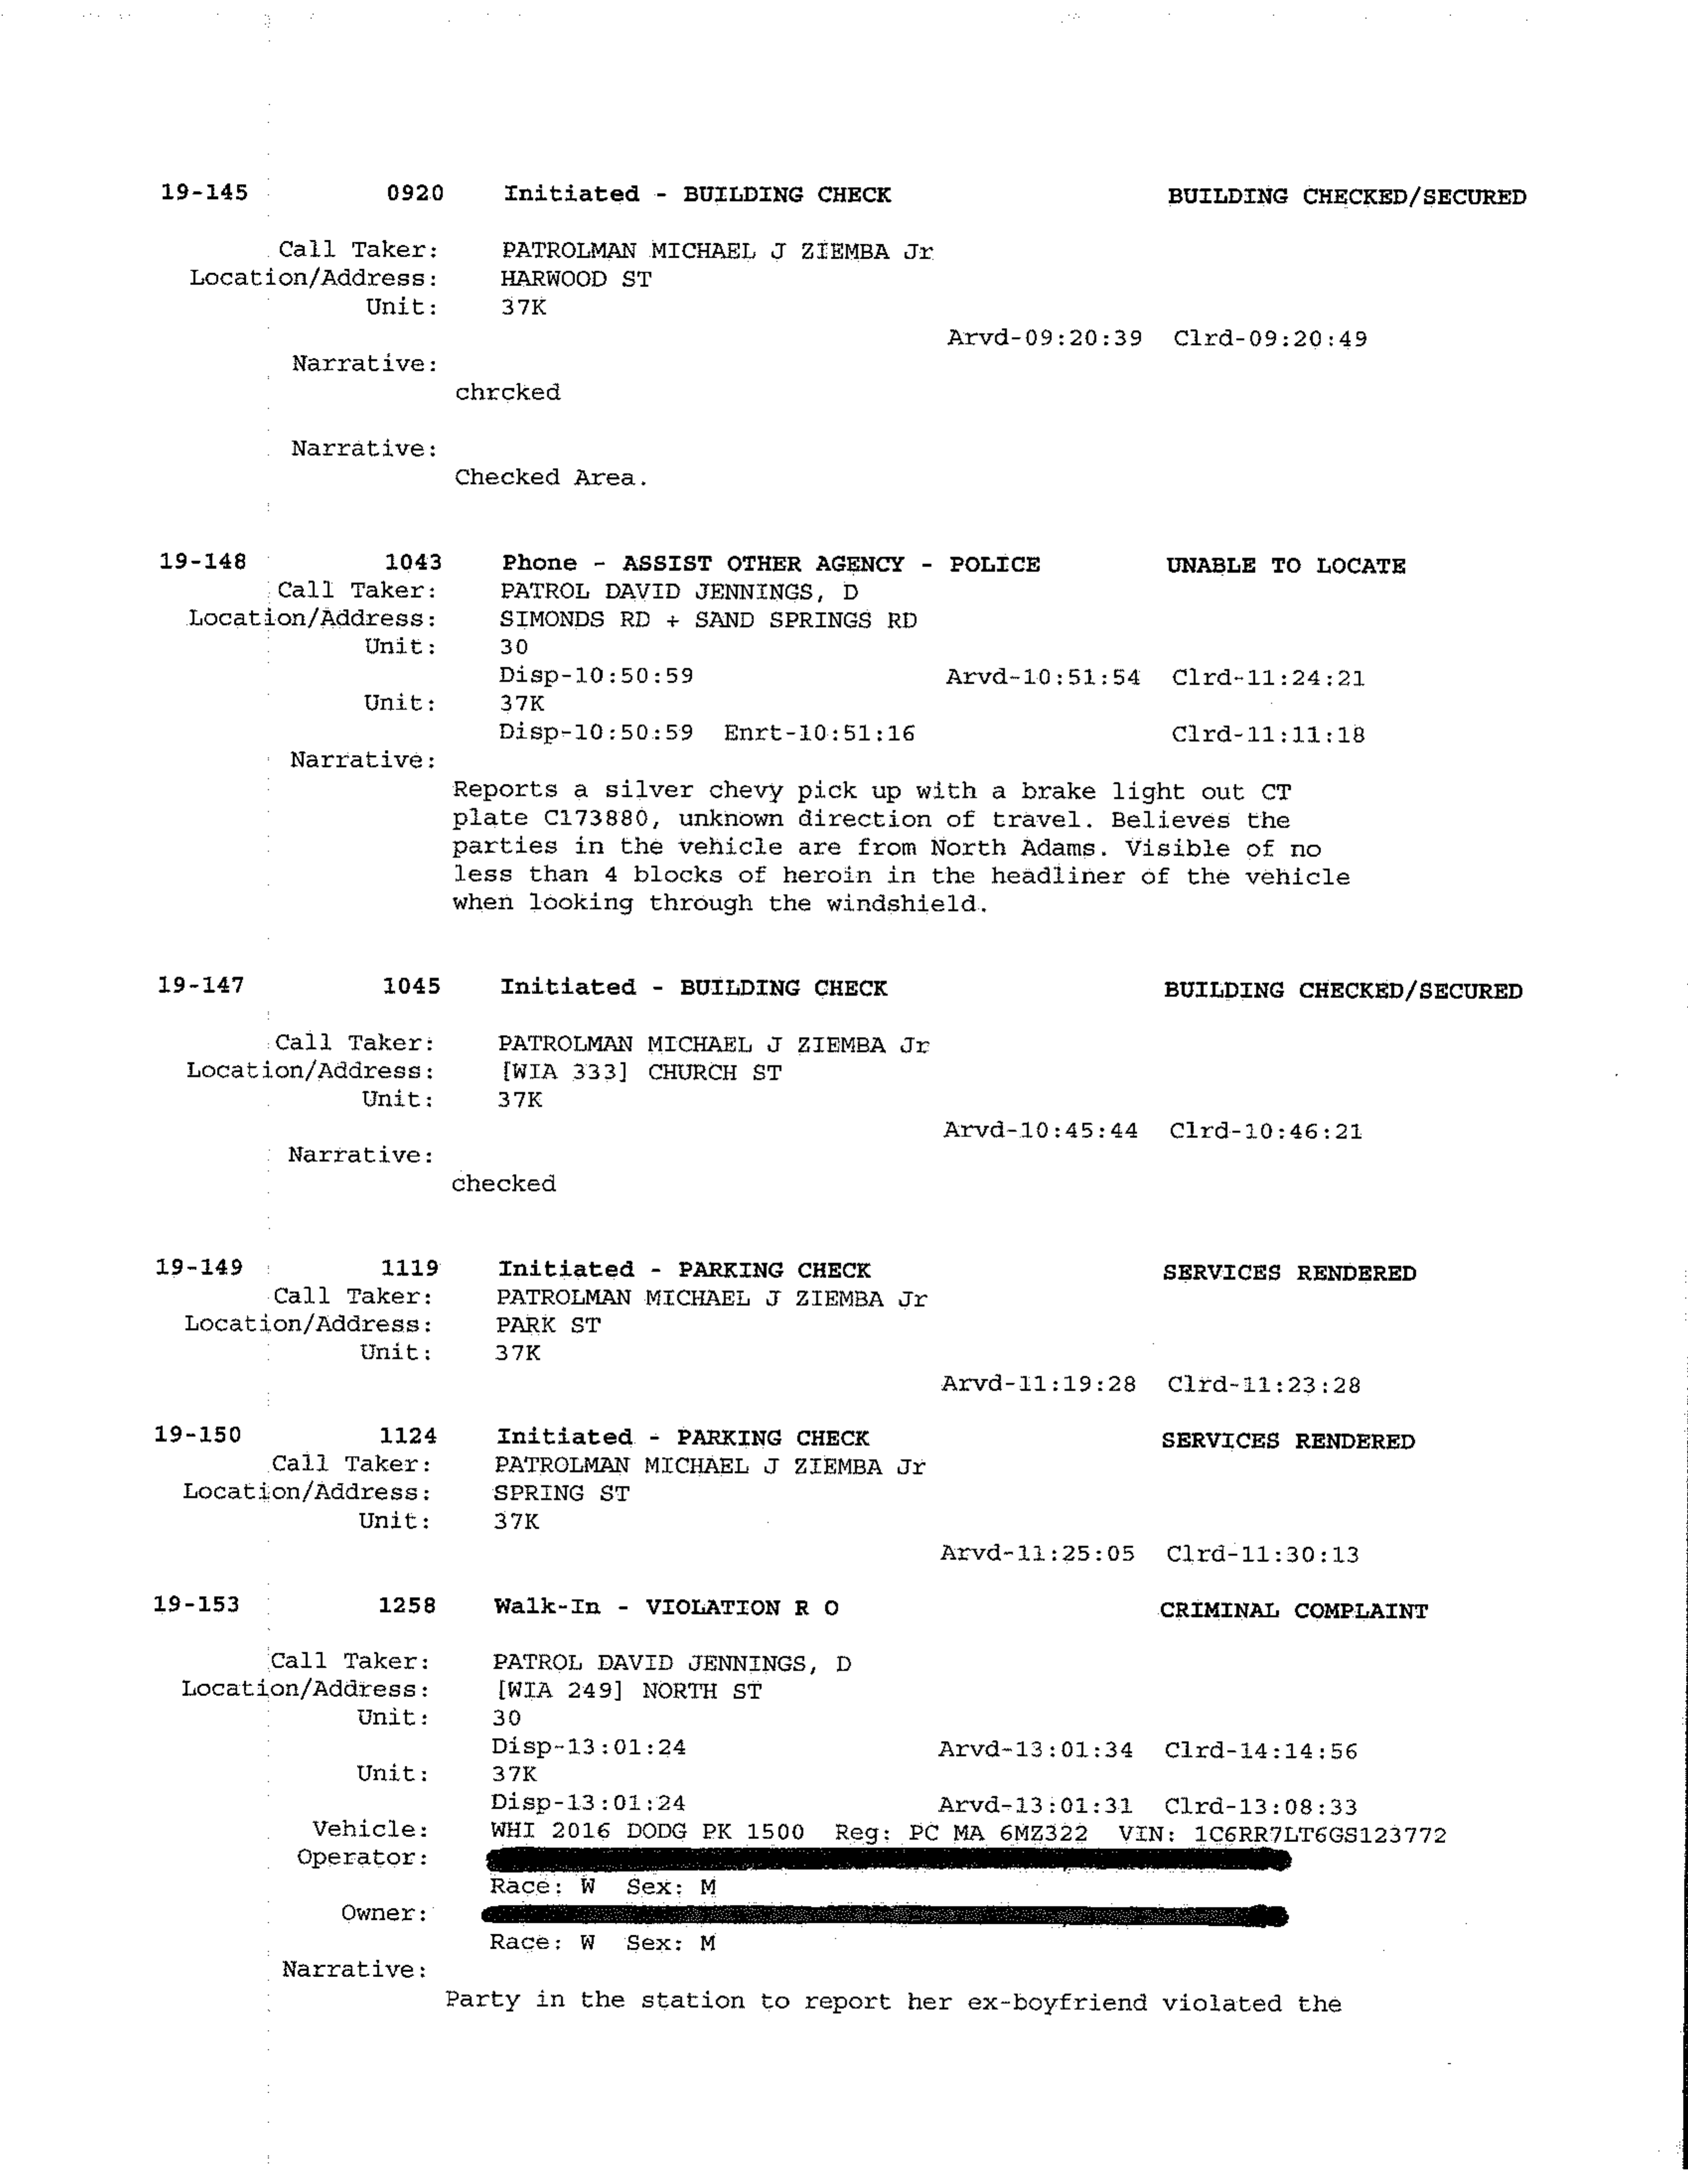 19-145 0920 Initiated - BUILDING CHECK BUILDING CHECKED/SECURED
Call Taker: PATROLMAN MICHAEL J ZIEMBA Jr
Location/Address: HARWOOD ST
Unit: 37K
Arvd-09:20:39 Clrd-09:20:49
Narrative:
chrcked
Narrative:
Checked Area.
19-148 1043 Phone - ASSIST OTHER AGENCY - POLICE UNABLE TO LOCATE
Call Taker: PATROL DAVID JENNINGS, D
Location/Address: SIMONDS RD + SAND SPRINGS RD
Unit: 30
Disp-10:50:59 Arvd-10:51:54 Clrd-11:24:21
Unit: 37K
Disp-10:50:59 Enrt-10:51:16 Clrd-11:11:18
Narrative:
Reports a silver chevy pick up with a brake light out CT
plate C173880, unknown direction of travel. Believes the
parties in the vehicle are from North Adams. Visible of no
less than 4 blocks of heroin in the headliner of the vehicle
when looking through the windshield.
19-147 1045 Initiated - BUILDING CHECK BUILDING CHECKED/SECURED
Call Taker: PATROLMAN MICHAEL J ZIEMBA Jr
Location/Address: [WIA 333] CHURCH ST
Unit: 37K
Arvd-10:45:44 Clrd-10:46:21
Narrative:
checked
19-149 1119 Initiated - PARKING CHECK SERVICES RENDERED
Call Taker: PATROLMAN MICHAEL J ZIEMBA Jr
Location/Address: PARK ST
Unit: 37K
Arvd-11:19:28 Clrd-11:23:28
19-150 1124 Initiated - PARKING CHECK SERVICES RENDERED
Call Taker: PATROLMAN MICHAEL J ZIEMBA Jr
Location/Address: SPRING ST
Unit: 37K
Arvd-11:25:05 Clrd-11:30:13
19-153 1258 Walk-In - VIOLATION R O CRIMINAL COMPLAINT
Call Taker: PATROL DAVID JENNINGS, D
Location/Address: [WIA 249] NORTH ST
Unit: 30
Disp-13:01:24 Arvd-13:01:34 Clrd-14:14:56
Unit: 37K
Disp-13:01:24 Arvd-13:01:31 Clrd-13:08:33
Vehicle: WHI 2016 DODG PK 1500 Reg: PC MA 6MZ322 VIN: 1C6RR7LT6GS123772
Operator:
Race: W Sex: M
Owner:
Race: W Sex: M
Narrative:
Party in the station to report her ex-boyfriend violated the